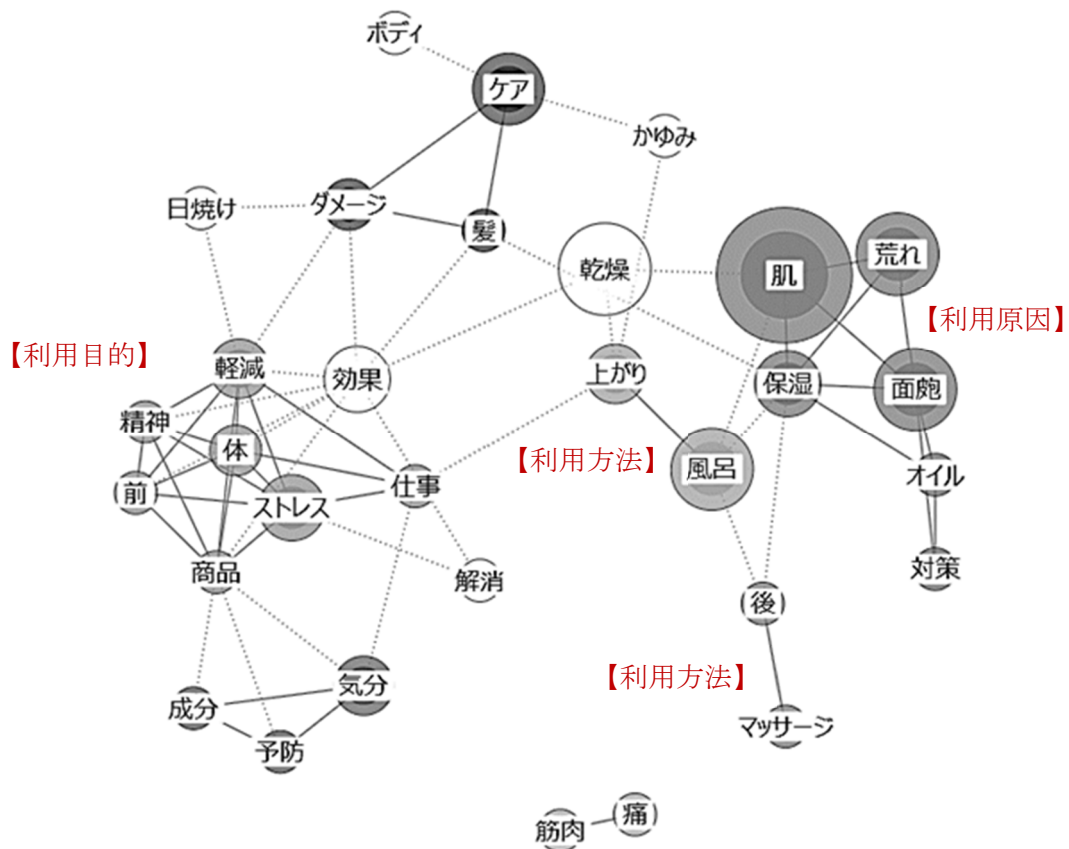 ボディ
ケア
かゆみ
日焼け
ダメージ
髪
乾燥
肌
荒れ
【利用原因】
【利用目的】
軽減
効果
上がり
保湿
面皰
精神
体
【利用方法】
風呂
オイル
前
ストレス
仕事
商品
解消
対策
後
気分
【利用方法】
成分
マッサージ
予防
筋肉
痛